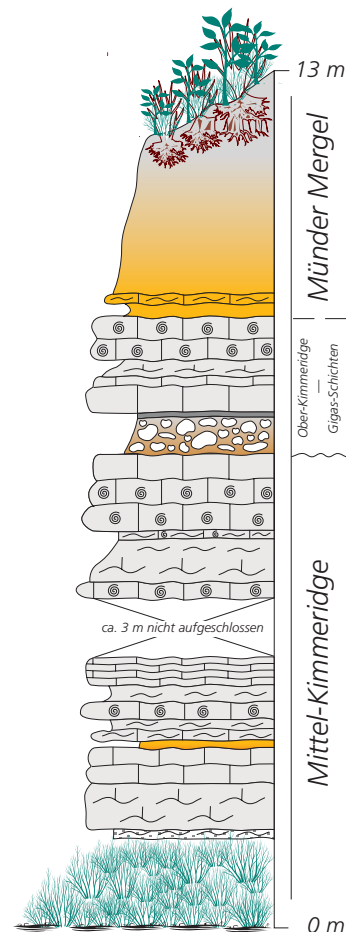 13 m
Münder Mergel
Ober-Kimmeridge
—
Gigas-Schichten
ca. 3 m nicht aufgeschlossen
Mittel-Kimmeridge
0 m